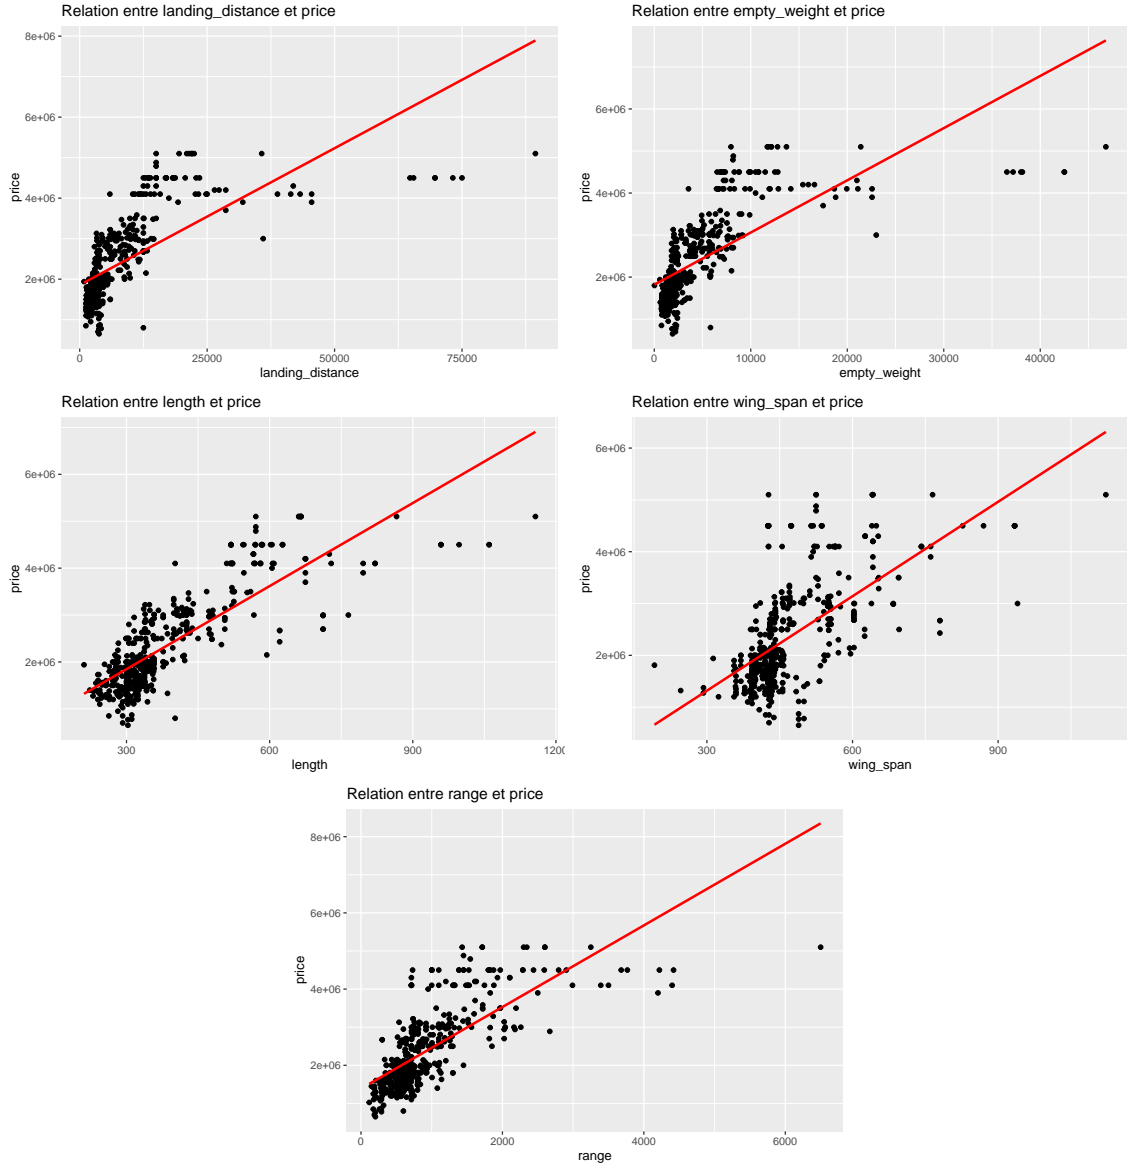 Relation entre landing_distance et price
8e+06
6e+06
4e+06
2e+06
price
0 25000 50000 75000
landing_distance
Relation entre empty_weight et price
6e+06
4e+06
2e+06
price
0 10000 20000 30000 40000
empty_weight
Relation entre length et price
6e+06
4e+06
2e+06
price
300 600 900 1200
length
Relation entre wing_span et price
6e+06
4e+06
2e+06
price
300 600 900
wing_span
Relation entre range et price
8e+06
6e+06
4e+06
2e+06
price
0 2000 4000 6000
range